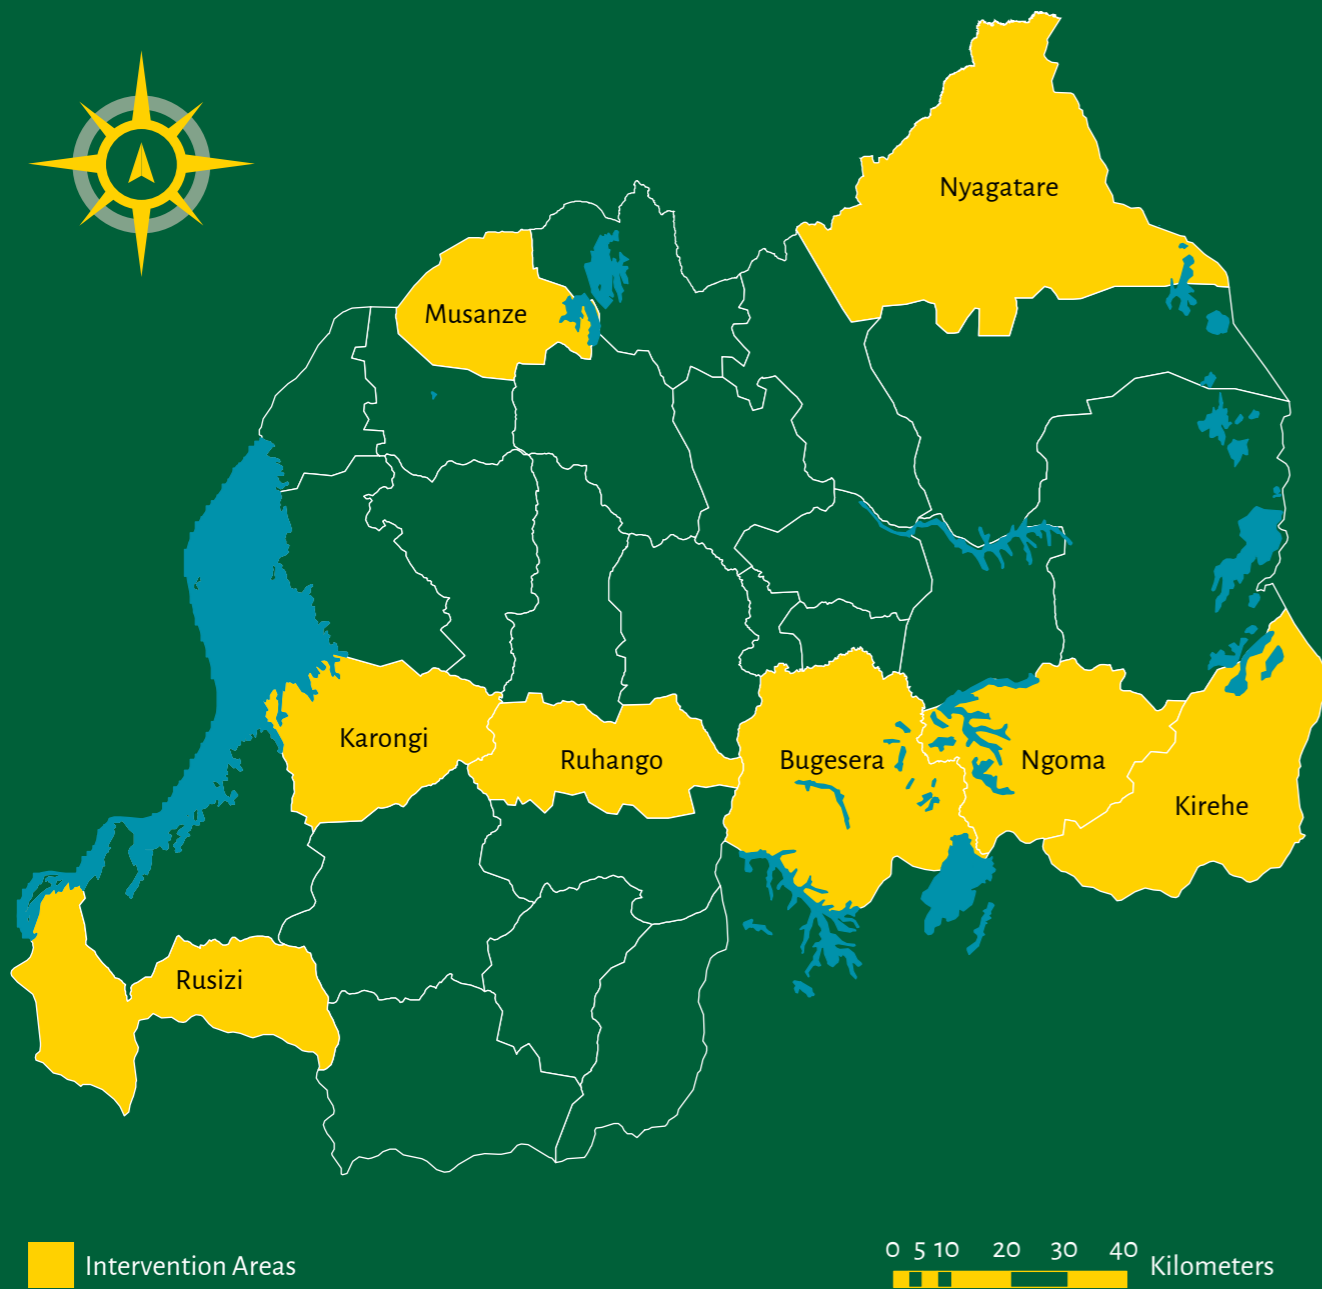 Nyagatare
Musanze
Karongi
Ruhango
Bugesera
Ngoma
Kirehe
Rusizi
Intervention Areas
0 5 10 20 30 40
Kilometers